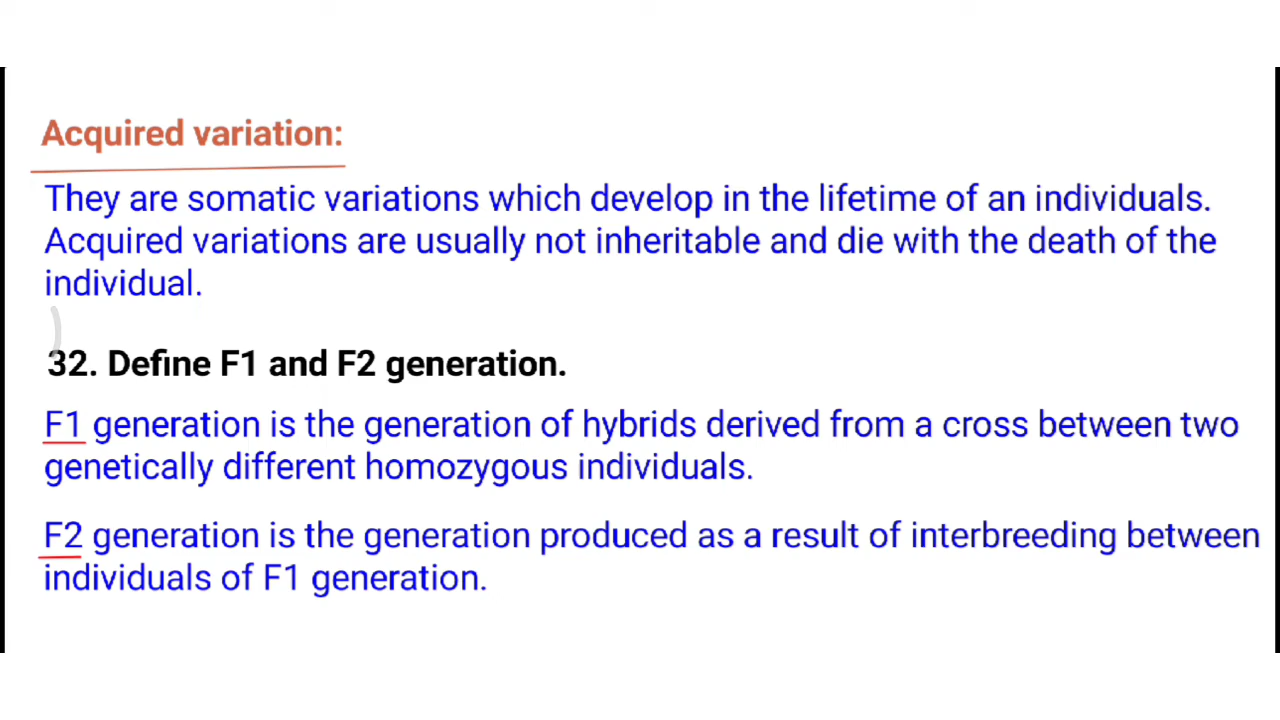 Acquired variation:
They are somatic variations which develop in the lifetime of an individuals.
Acquired variations are usually not inheritable and die with the death of the
individual.
32. Define F1 and F2 generation.
F1 generation is the generation of hybrids derived from a cross between two
genetically different homozygous individuals.
F2 generation is the generation produced as a result of interbreeding between
individuals of F1 generation.